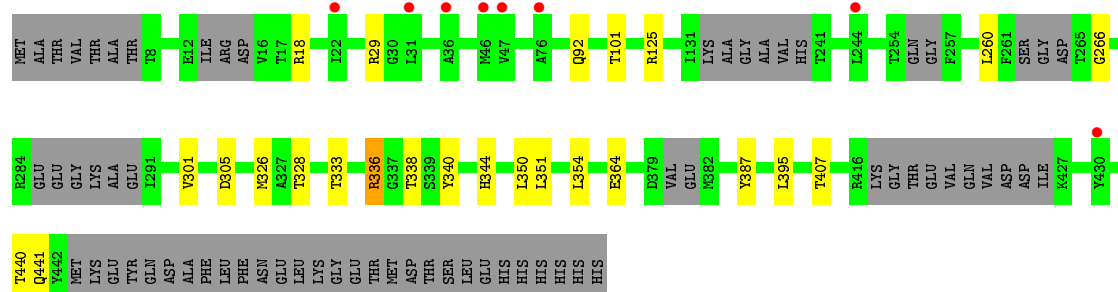 MET ALA THR VAL THR ALA THR T8 E12 ILE ARG ASP V16 T17 R18 I22 R29 G30 L31 A36 M46 V47 A76 Q92 T101 R125 I131 LYS ALA GLY ALA VAL HIS T241 L244 T254 GLN GLY F257 L260 F261 SER GLY ASP T265 G266
R284 GLU GLU GLY LYS ALA GLU I291 V301 D305 M326 A327 T328 T333 R336 G337 T338 S339 Y340 H344 L350 L351 L354 E364 D379 VAL GLU M382 Y387 L395 T407 R416 LYS GLY THR GLU VAL GLN VAL ASP ASP ILE K427 Y430
T440 Q441 Y442 MET LYS GLU TYR GLN ASP ALA PHE LEU PHE ASN GLU LEU LYS GLY GLU THR MET ASP THR SER LEU GLU HIS HIS HIS HIS HIS HIS